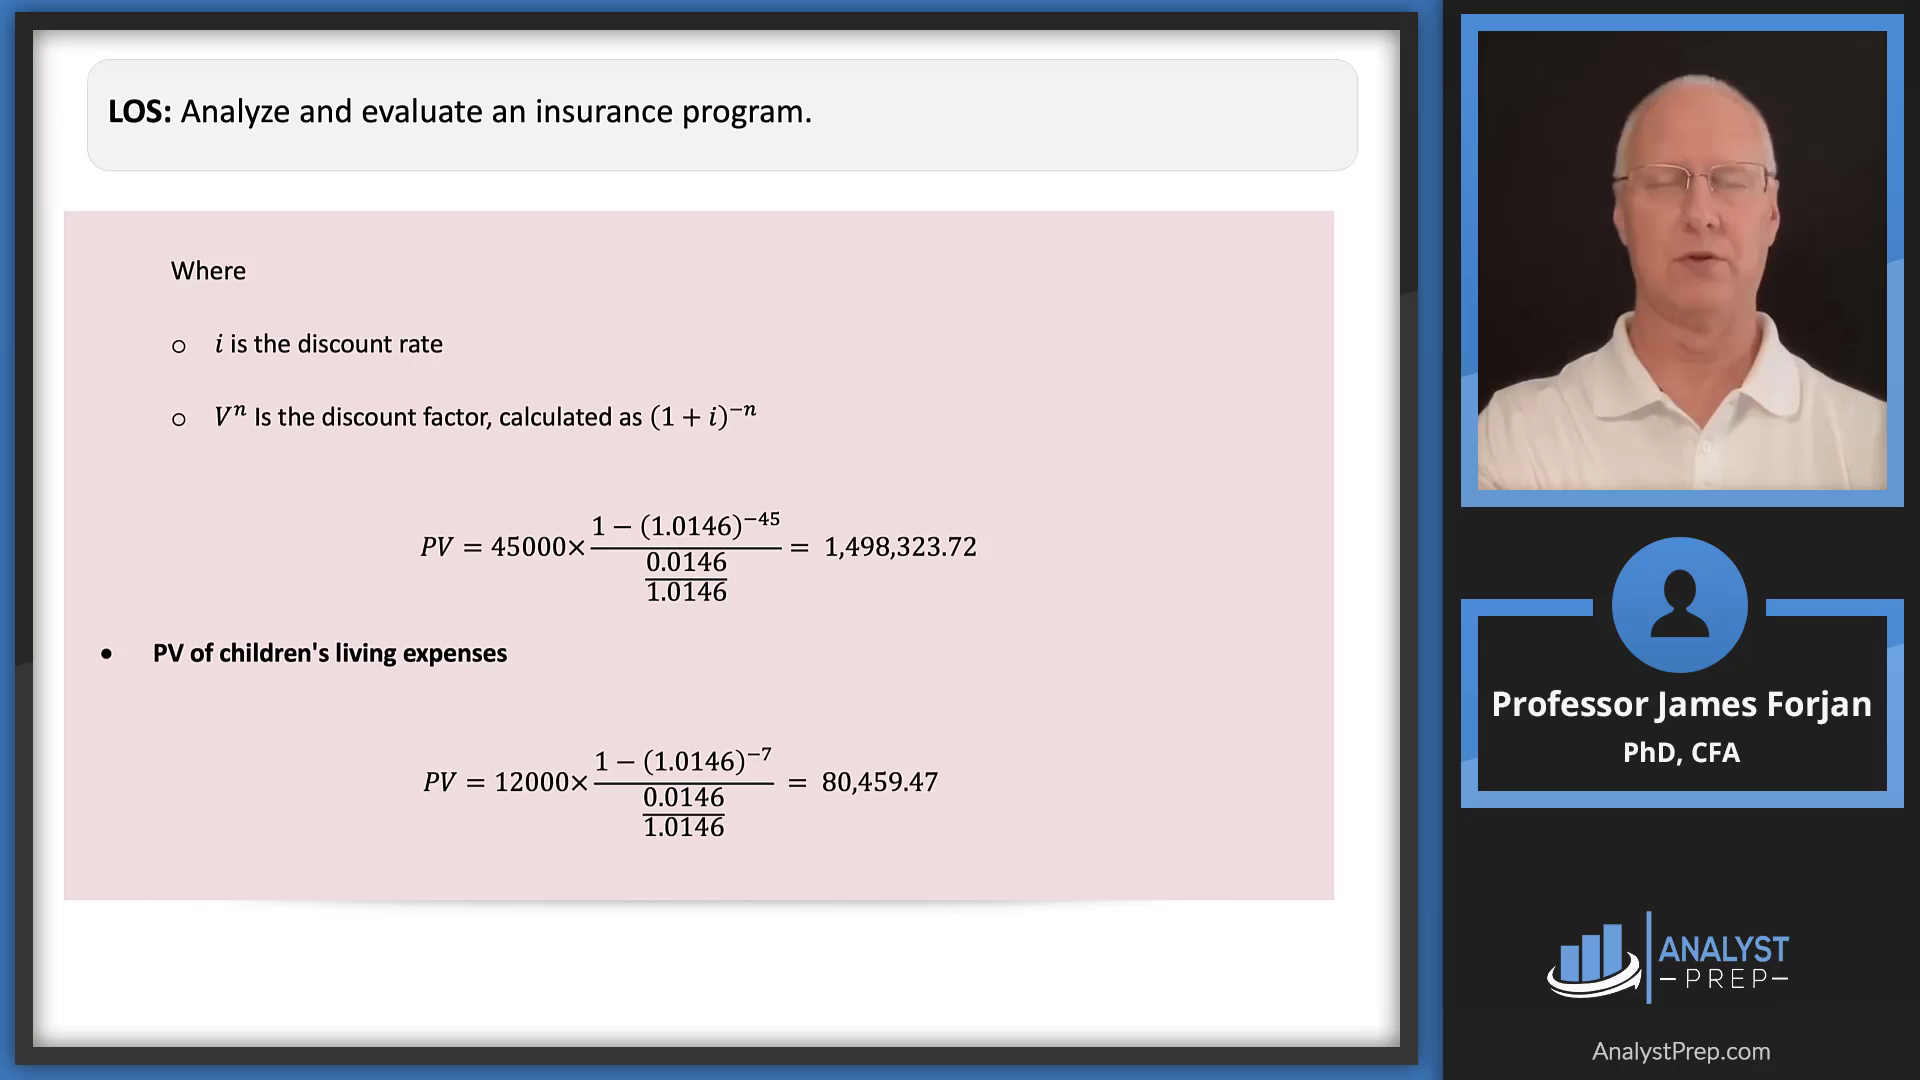 LOS: Analyze and evaluate an insurance program.
Where
o i is the discount rate
o Vⁿ Is the discount factor, calculated as (1 + i)⁻ⁿ
PV = 45000× (1 − (1.0146)⁻⁴⁵) / (0.0146 / 1.0146) = 1,498,323.72
• PV of children's living expenses
PV = 12000× (1 − (1.0146)⁻⁷) / (0.0146 / 1.0146) = 80,459.47
Professor James Forjan
PhD, CFA
ANALYST
PREP
AnalystPrep.com